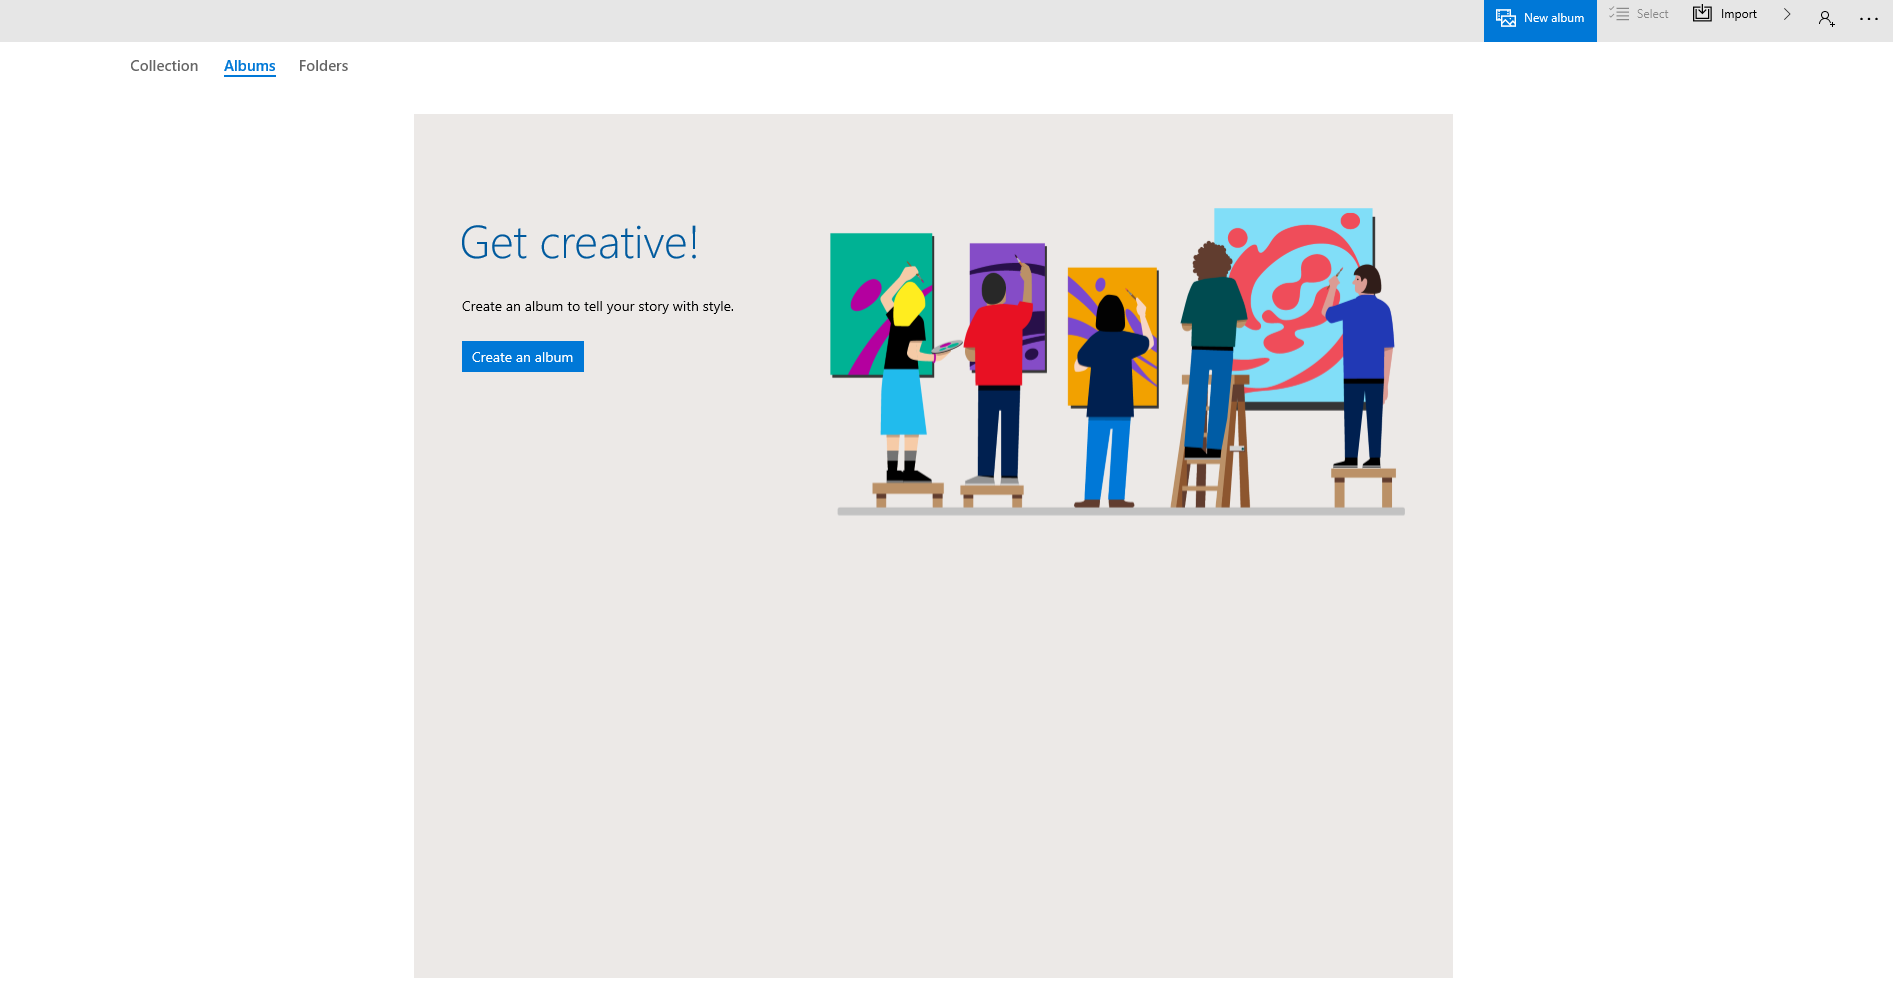 New album Select Import
Collection Albums Folders
Get creative!
Create an album to tell your story with style.
Create an album